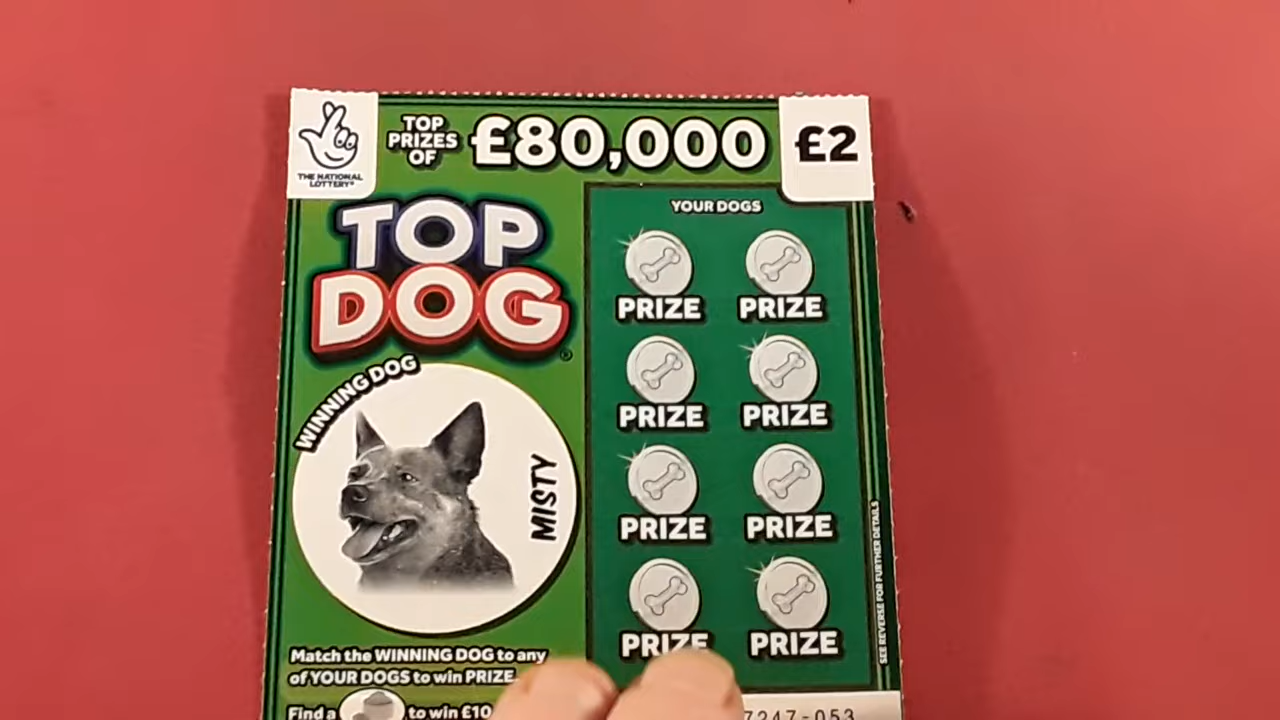 THE NATIONAL
LOTTERY®
TOP
PRIZES
OF
£80,000
£2
TOP
DOG®
WINNING DOG
MISTY
YOUR DOGS
PRIZE PRIZE
PRIZE PRIZE
PRIZE PRIZE
PRIZE PRIZE
Match the WINNING DOG to any
of YOUR DOGS to win PRIZE.
Find a to win £10
7247-053
SEE REVERSE FOR FURTHER DETAILS